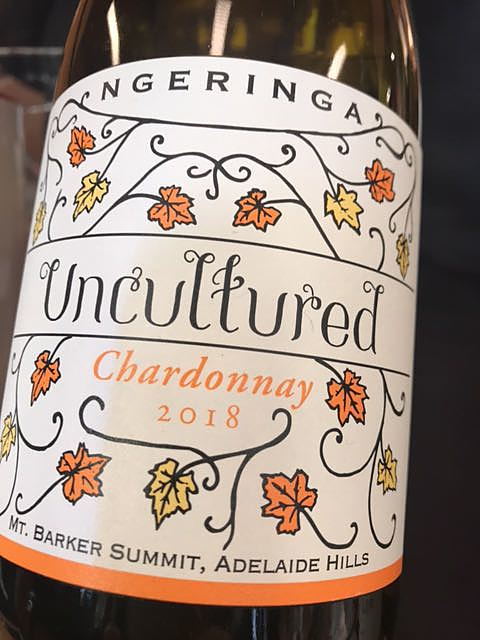 NGERINGA
Uncultured
Chardonnay
2018
MT. BARKER SUMMIT, ADELAIDE HILLS